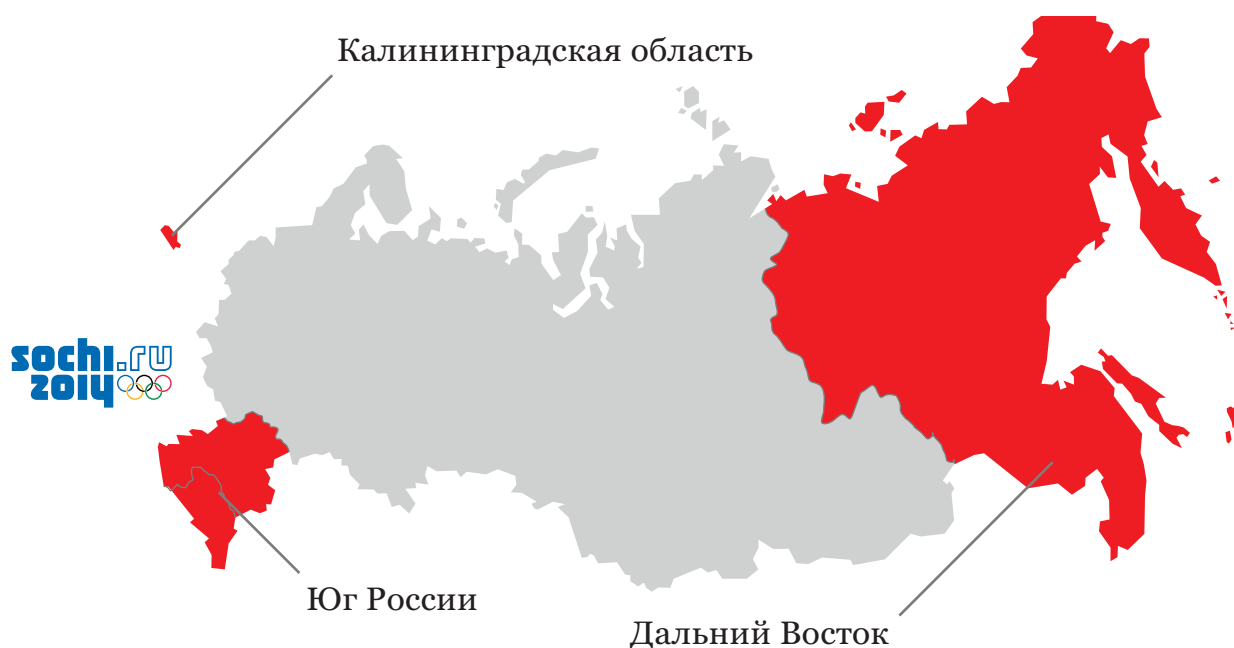 Калининградская область
sochi.ru
2014
Юг России
Дальний Восток